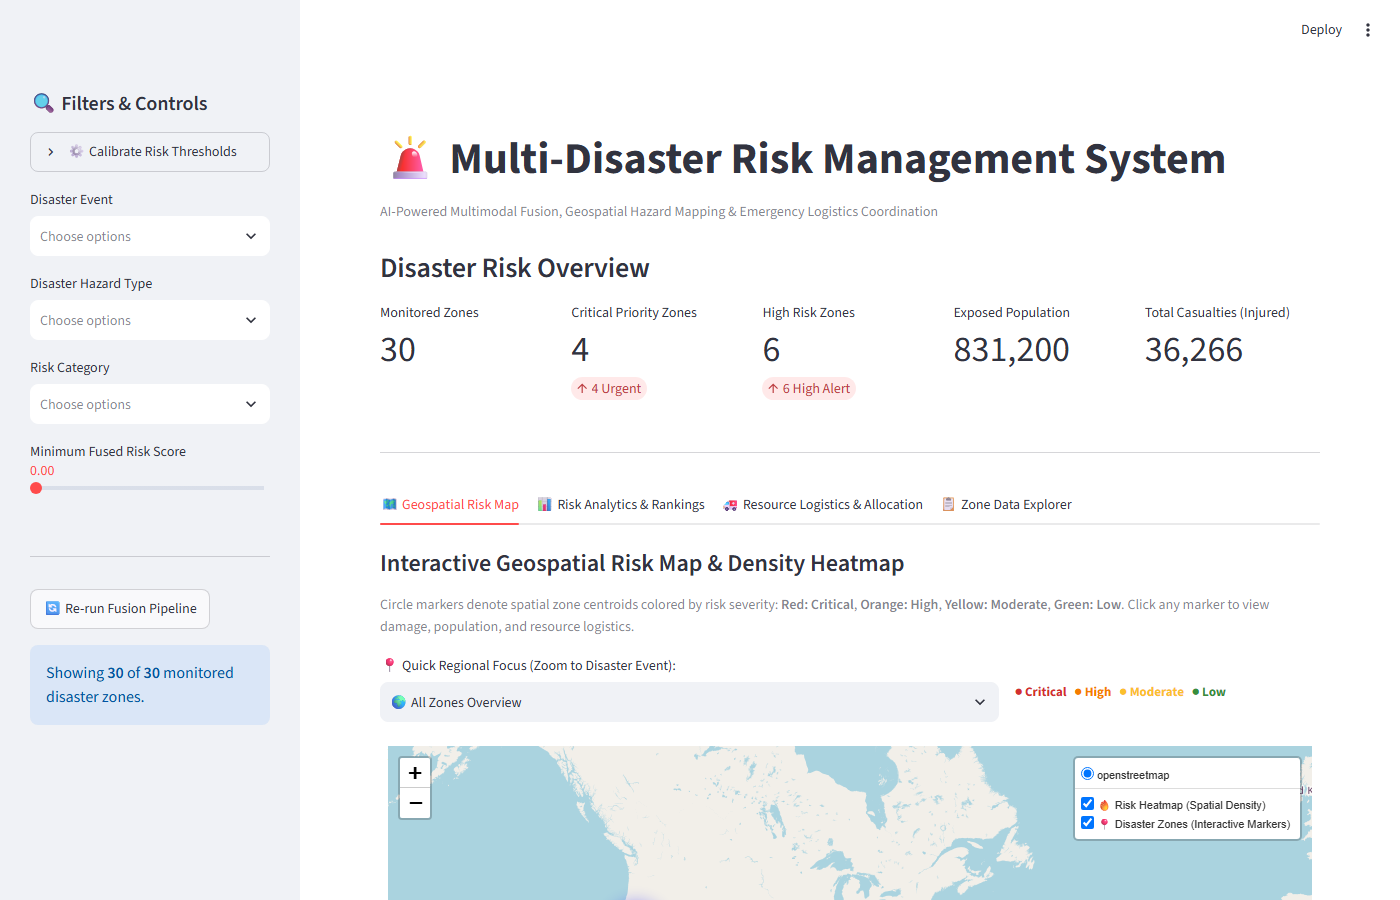 Deploy
Filters & Controls
Calibrate Risk Thresholds
Disaster Event
Choose options
Disaster Hazard Type
Choose options
Risk Category
Choose options
Minimum Fused Risk Score
0.00
Re-run Fusion Pipeline
Showing 30 of 30 monitored
disaster zones.
Multi-Disaster Risk Management System
AI-Powered Multimodal Fusion, Geospatial Hazard Mapping & Emergency Logistics Coordination
Disaster Risk Overview
Monitored Zones
30
Critical Priority Zones
4
↑ 4 Urgent
High Risk Zones
6
↑ 6 High Alert
Exposed Population
831,200
Total Casualties (Injured)
36,266
Geospatial Risk Map
Risk Analytics & Rankings
Resource Logistics & Allocation
Zone Data Explorer
Interactive Geospatial Risk Map & Density Heatmap
Circle markers denote spatial zone centroids colored by risk severity: Red: Critical, Orange: High, Yellow: Moderate, Green: Low. Click any marker to view
damage, population, and resource logistics.
Quick Regional Focus (Zoom to Disaster Event):
All Zones Overview
● Critical ● High ● Moderate ● Low
+
−
openstreetmap
Risk Heatmap (Spatial Density)
Disaster Zones (Interactive Markers)